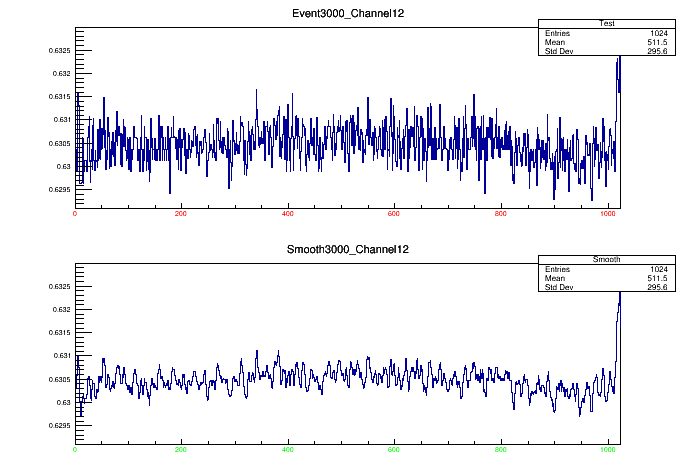 Event3000_Channel12
Test
Entries 1024
Mean 511.5
Std Dev 295.6
0.6325
0.632
0.6315
0.631
0.6305
0.63
0.6295
0 200 400 600 800 1000
Smooth3000_Channel12
Smooth
Entries 1024
Mean 511.5
Std Dev 295.6
0.6325
0.632
0.6315
0.631
0.6305
0.63
0.6295
0 200 400 600 800 1000